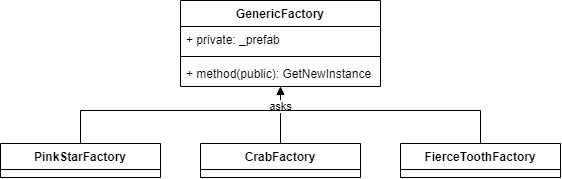 GenericFactory
+ private: _prefab
+ method(public): GetNewInstance
asks
PinkStarFactory
CrabFactory
FierceToothFactory